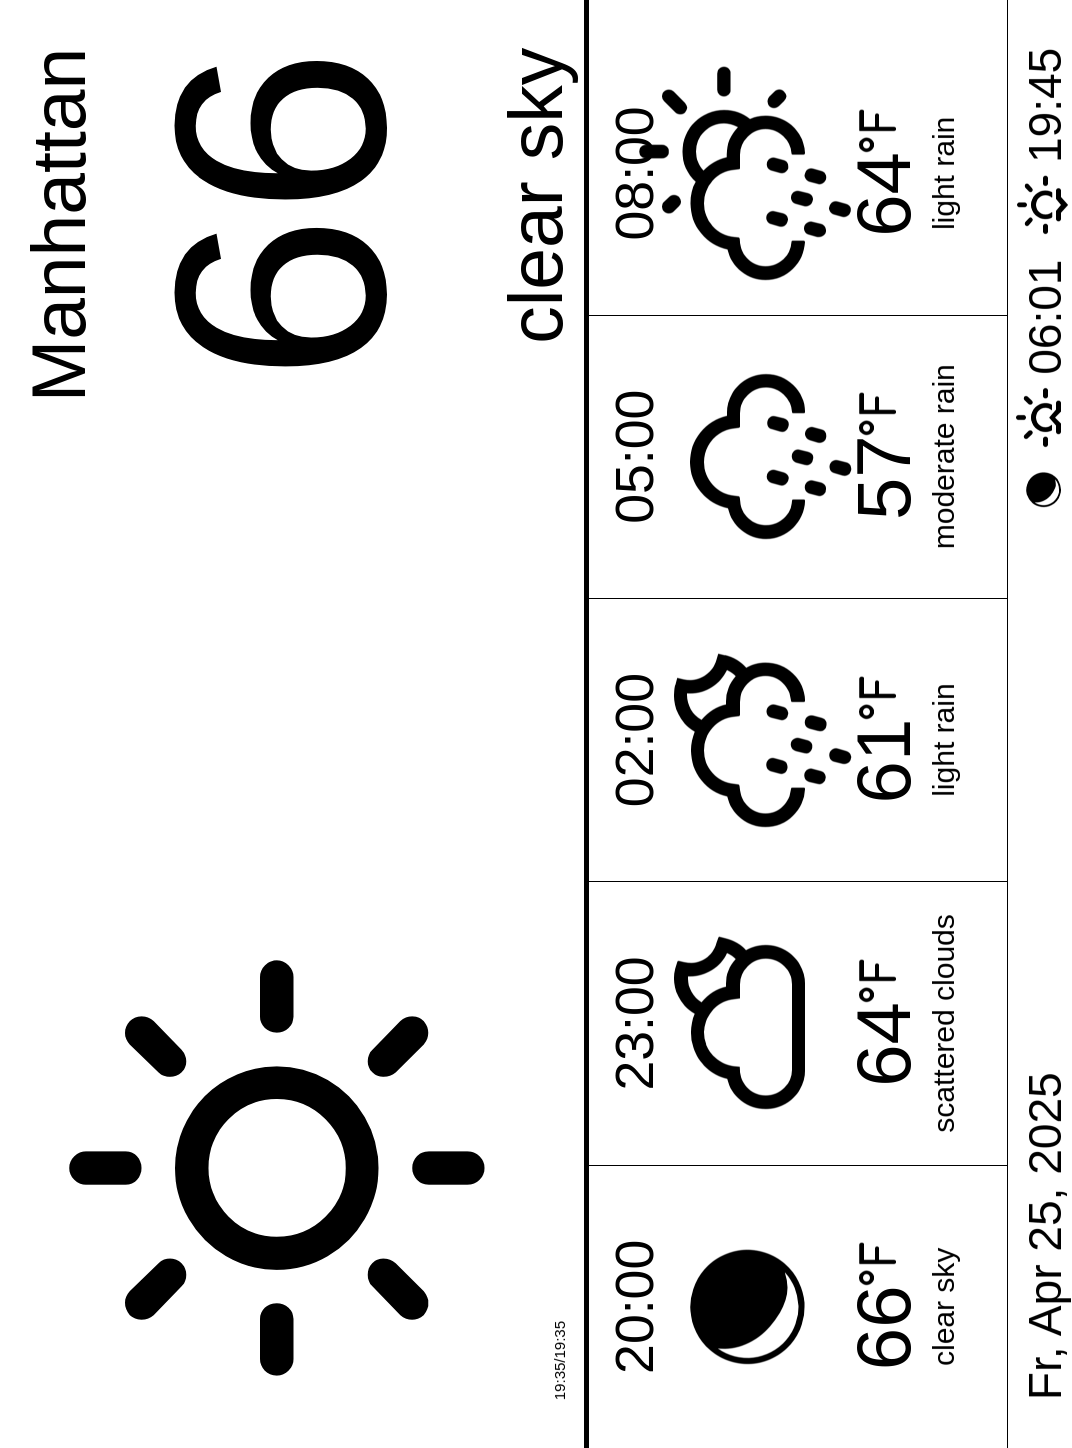 Manhattan
66
19:35/19:35
clear sky
20:00 23:00 02:00 05:00 08:00
66°F 64°F 61°F 57°F 64°F
clear sky scattered clouds light rain moderate rain light rain
Fr, Apr 25, 2025 06:01 19:45